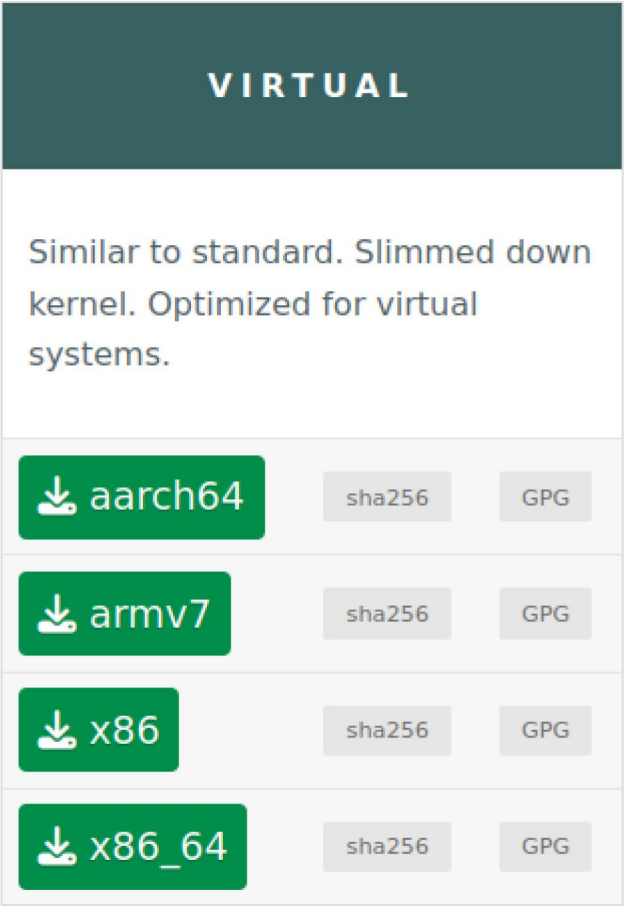 VIRTUAL
Similar to standard. Slimmed down
kernel. Optimized for virtual
systems.
aarch64 sha256 GPG
armv7 sha256 GPG
x86 sha256 GPG
x86_64 sha256 GPG